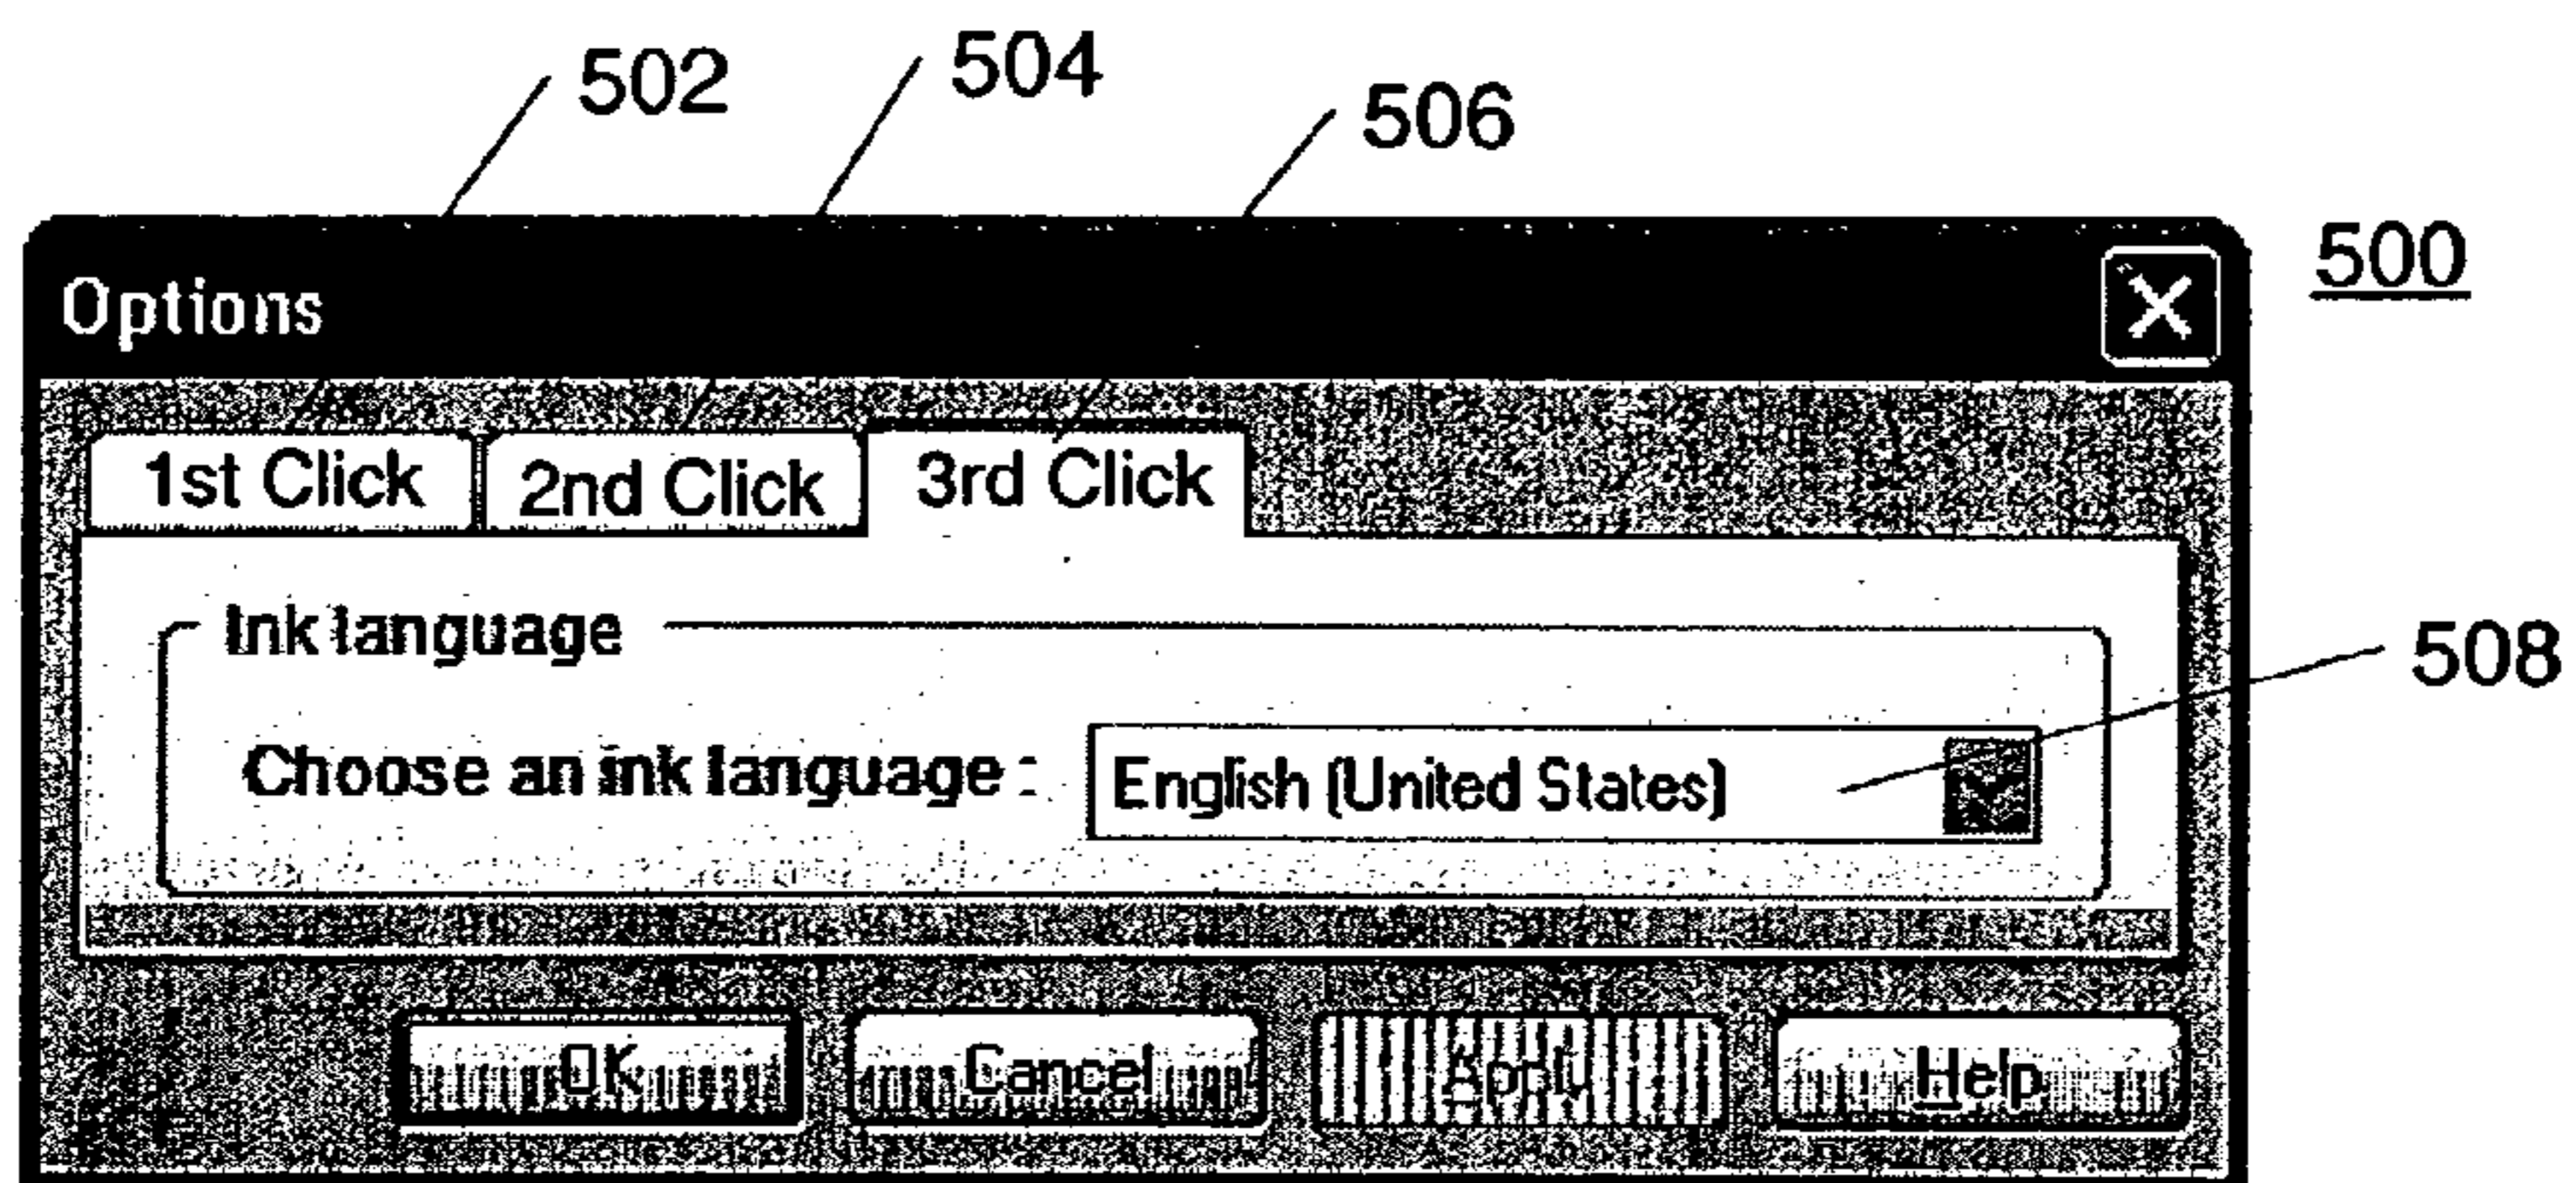 502 504 506
500
Options
1st Click 2nd Click 3rd Click
Ink language
508
Choose an ink language : English (United States)
OK Cancel Apply Help